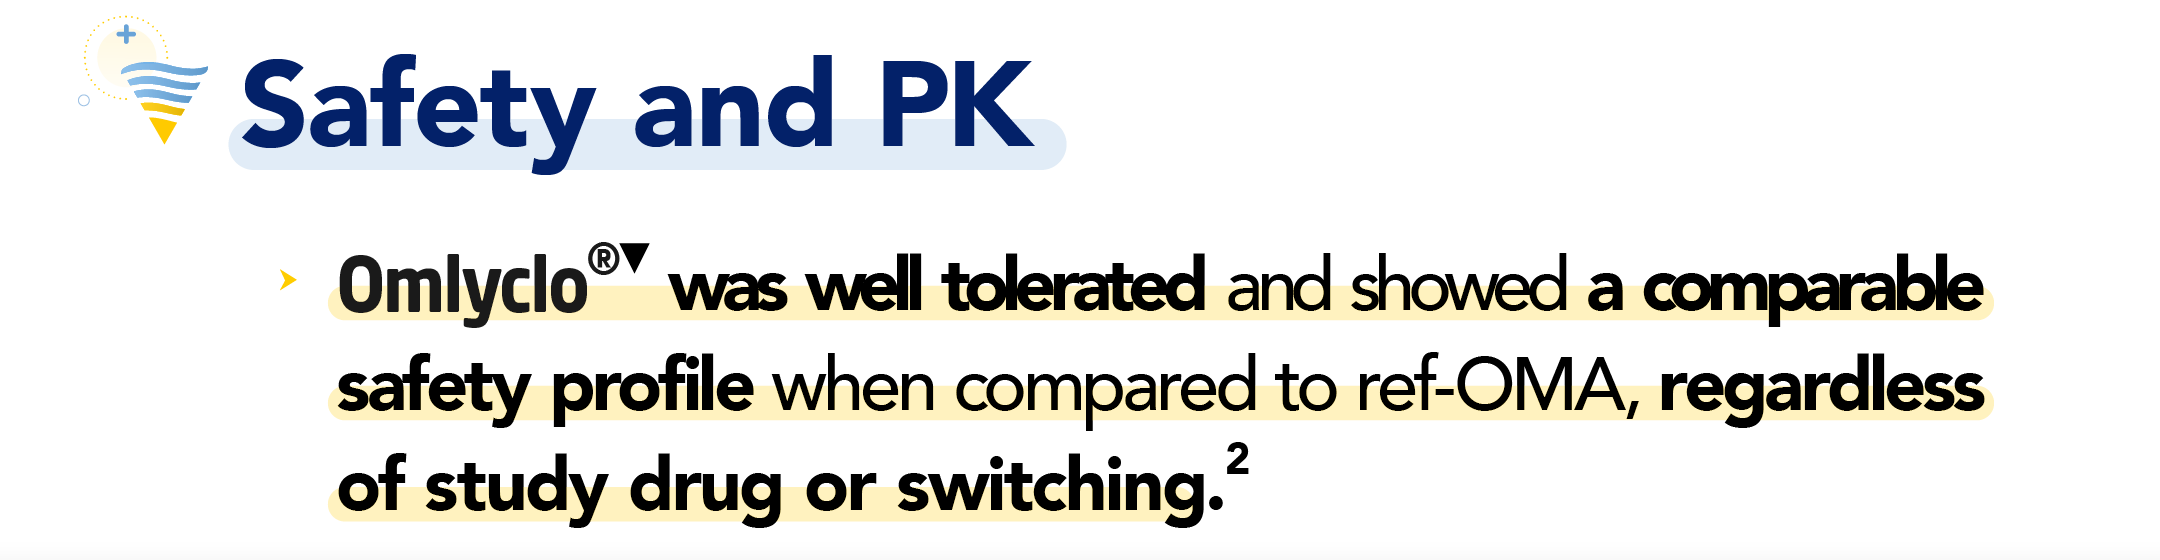 Safety and PK
Omlyclo®▼ was well tolerated and showed a comparable
safety profile when compared to ref-OMA, regardless
of study drug or switching.²